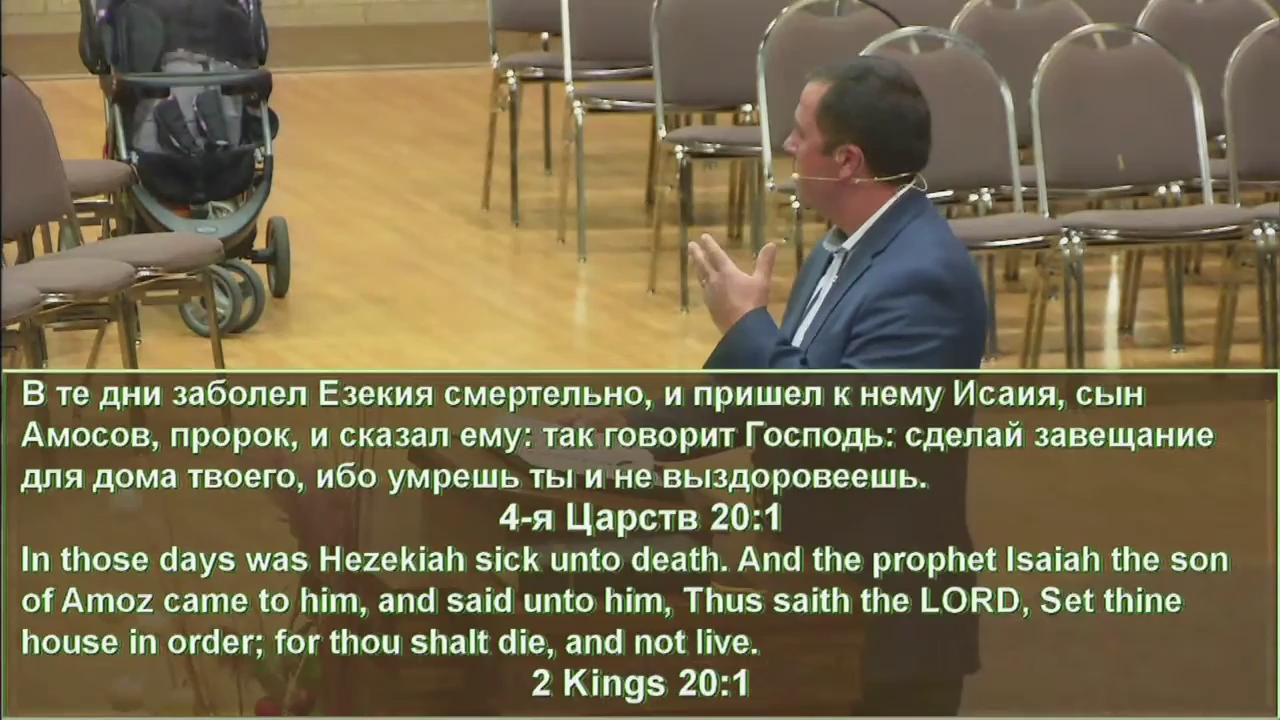 В те дни заболел Езекия смертельно, и пришел к нему Исаия, сын
Амосов, пророк, и сказал ему: так говорит Господь: сделай завещание
для дома твоего, ибо умрешь ты и не выздоровеешь.
4-я Царств 20:1
In those days was Hezekiah sick unto death. And the prophet Isaiah the son
of Amoz came to him, and said unto him, Thus saith the LORD, Set thine
house in order; for thou shalt die, and not live.
2 Kings 20:1